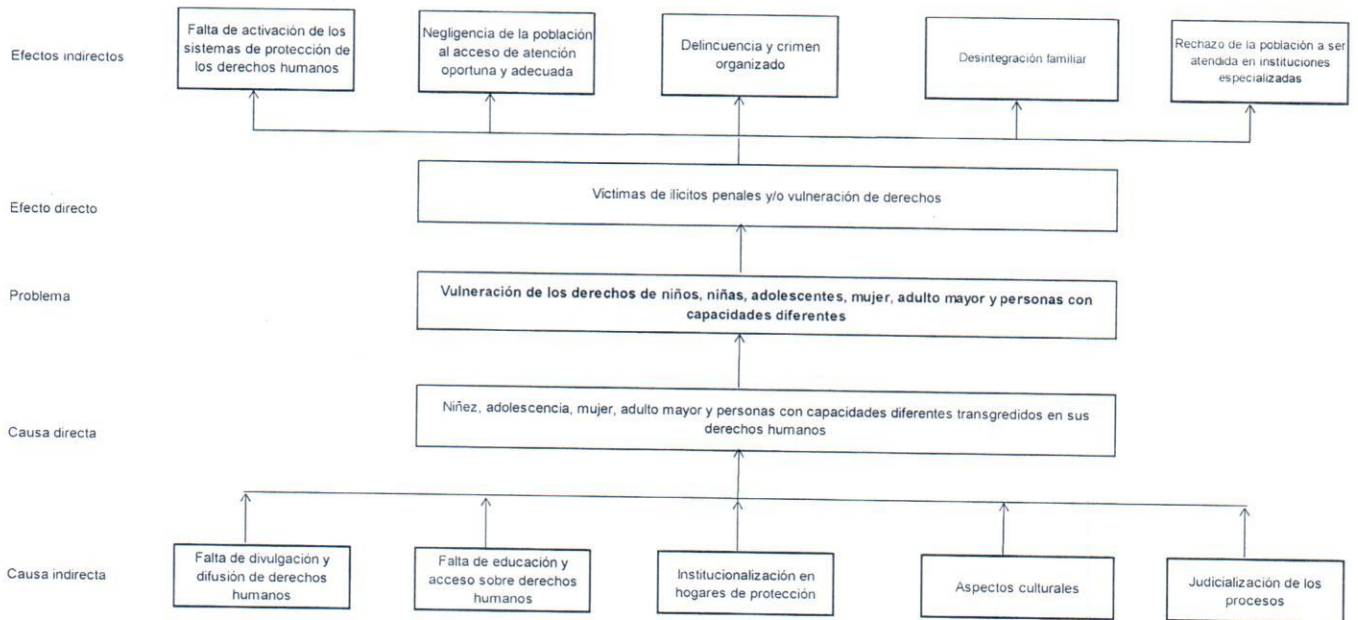 Efectos indirectos
Falta de activación de los
sistemas de protección de
los derechos humanos
Negligencia de la población
al acceso de atención
oportuna y adecuada
Delincuencia y crimen
organizado
Desintegración familiar
Rechazo de la población a ser
atendida en instituciones
especializadas
Efecto directo
Victimas de ilícitos penales y/o vulneración de derechos
Problema
Vulneración de los derechos de niños, niñas, adolescentes, mujer, adulto mayor y personas con
capacidades diferentes
Causa directa
Niñez, adolescencia, mujer, adulto mayor y personas con capacidades diferentes transgredidos en sus
derechos humanos
Causa indirecta
Falta de divulgación y
difusión de derechos
humanos
Falta de educación y
acceso sobre derechos
humanos
Institucionalización en
hogares de protección
Aspectos culturales
Judicialización de los
procesos